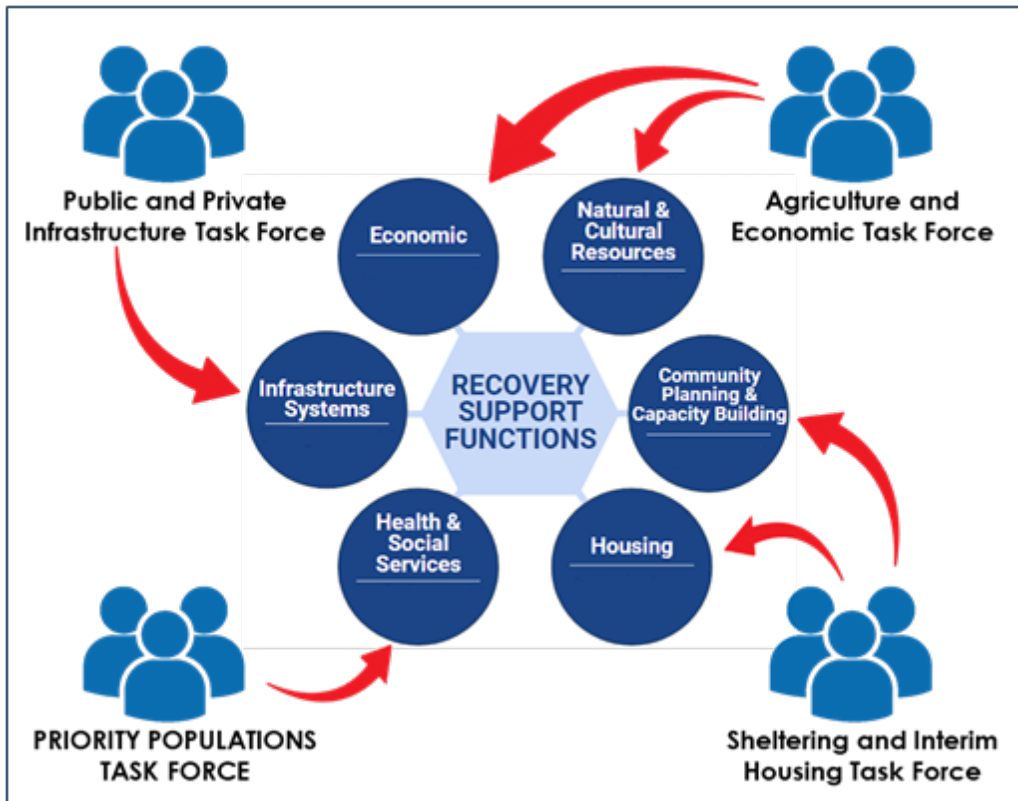 Public and Private
Infrastructure Task Force
Agriculture and
Economic Task Force
Economic
Natural &
Cultural
Resources
Infrastructure
Systems
RECOVERY
SUPPORT
FUNCTIONS
Community
Planning &
Capacity Building
Health &
Social
Services
Housing
PRIORITY POPULATIONS
TASK FORCE
Sheltering and Interim
Housing Task Force